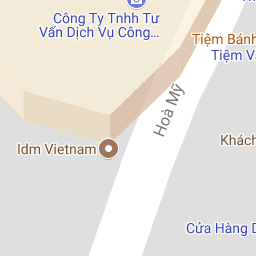 Công Ty Tnhh Tư
Vấn Dịch Vụ Công...
Tiệm Bánh
Tiệm V
Hoà Mỹ
Khách
Idm Vietnam
Cửa Hàng